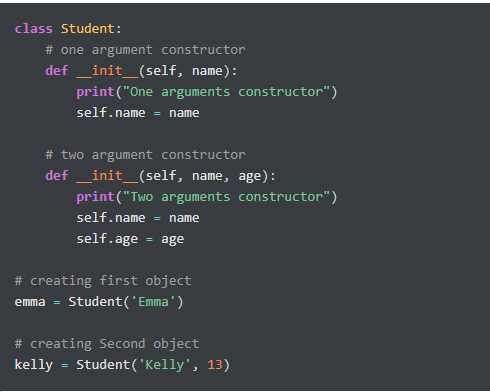 class Student:
    # one argument constructor
    def __init__(self, name):
        print("One arguments constructor")
        self.name = name

    # two argument constructor
    def __init__(self, name, age):
        print("Two arguments constructor")
        self.name = name
        self.age = age

# creating first object
emma = Student('Emma')

# creating Second object
kelly = Student('Kelly', 13)